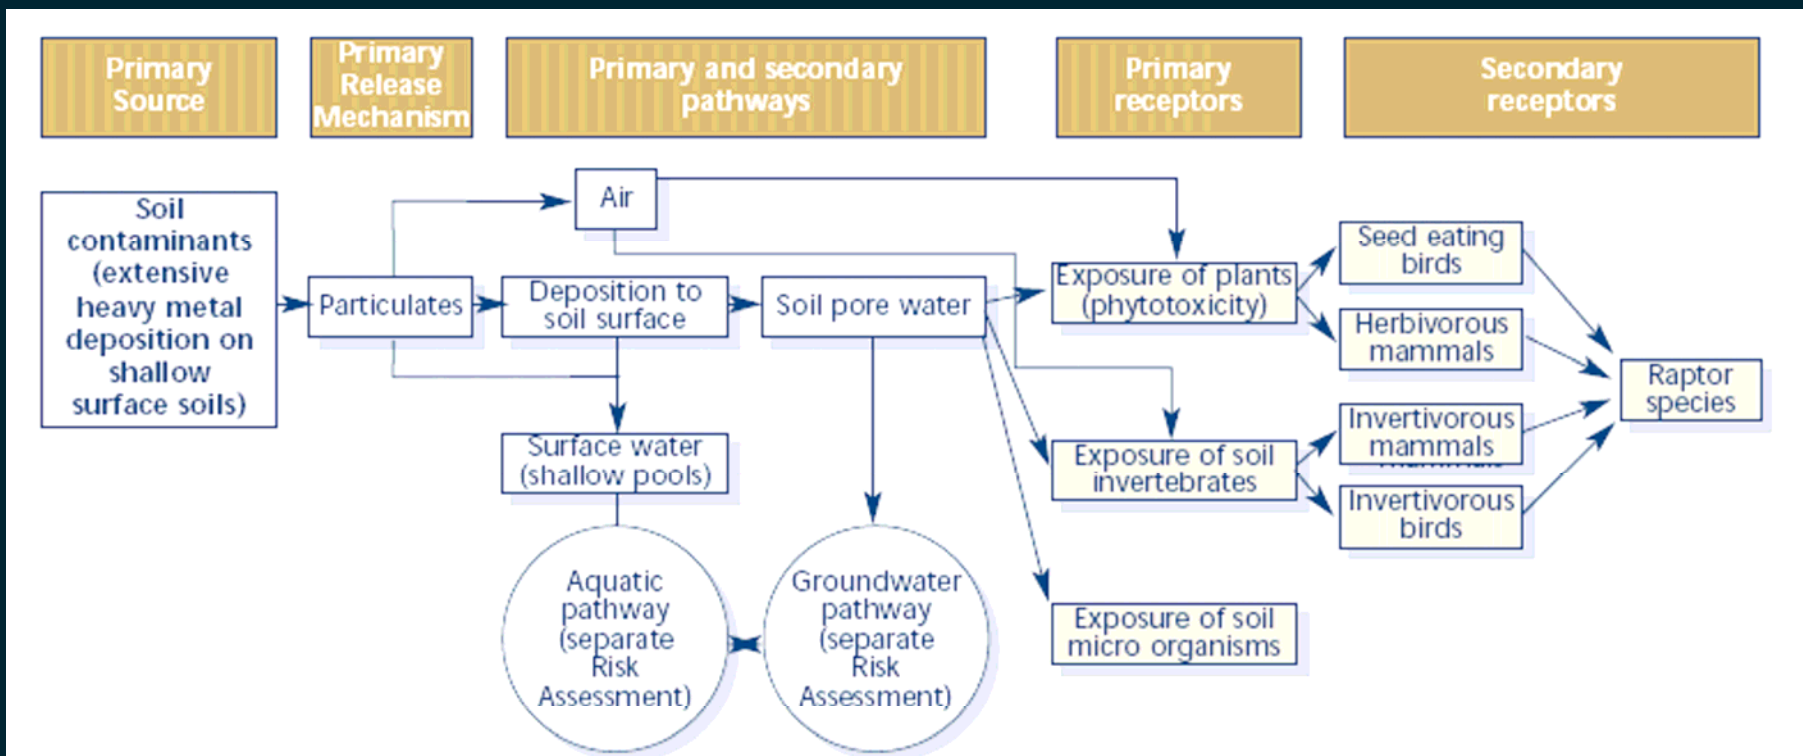 Primary
Source
Primary
Release
Mechanism
Primary and secondary
pathways
Primary
receptors
Secondary
receptors
Soil
contaminants
(extensive
heavy metal
deposition on
shallow
surface soils)
Particulates
Air
Deposition to
soil surface
Soil pore water
Surface water
(shallow pools)
Aquatic
pathway
(separate
Risk
Assessment)
Groundwater
pathway
(separate
Risk
Assessment)
Exposure of plants
(phytotoxicity)
Exposure of soil
invertebrates
Exposure of soil
micro organisms
Seed eating
birds
Herbivorous
mammals
Invertivorous
mammals
Invertivorous
birds
Raptor
species